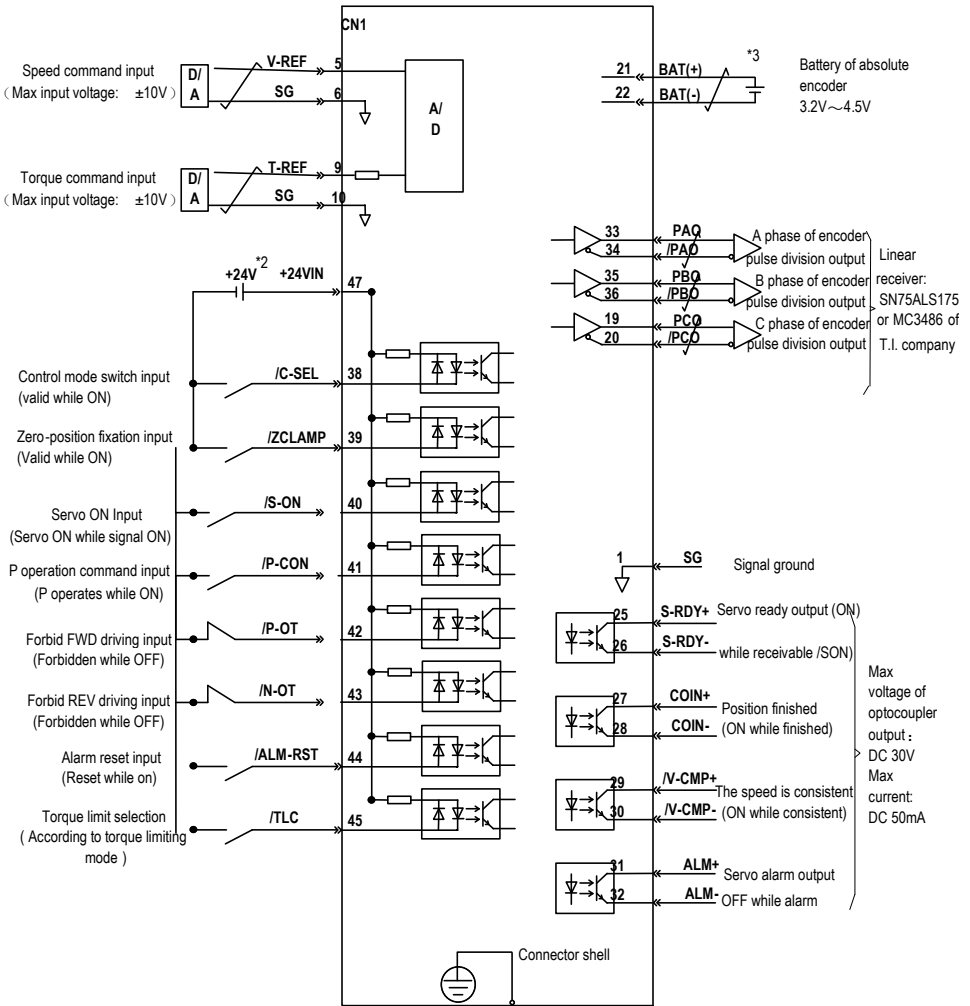 CN1
Speed command input
（Max input voltage: ±10V）
D/
A
V-REF
5
SG
6
A/
D
Torque command input
（Max input voltage: ±10V）
D/
A
T-REF
9
SG
10
+24V
*2
+24VIN
47
Control mode switch input
(valid while ON)
/C-SEL
38
Zero-position fixation input
(Valid while ON)
/ZCLAMP
39
Servo ON Input
(Servo ON while signal ON)
/S-ON
40
P operation command input
(P operates while ON)
/P-CON
41
Forbid FWD driving input
(Forbidden while OFF)
/P-OT
42
Forbid REV driving input
(Forbidden while OFF)
/N-OT
43
Alarm reset input
(Reset while on)
/ALM-RST
44
Torque limit selection
( According to torque limiting
mode )
/TLC
45
21
BAT(+)
22
BAT(-)
*3
Battery of absolute
encoder
3.2V～4.5V
33
PAO
34
/PAO
A phase of encoder
pulse division output
35
PBO
36
/PBO
B phase of encoder
pulse division output
19
PCO
20
/PCO
C phase of encoder
pulse division output
Linear
receiver:
SN75ALS175
or MC3486 of
T.I. company
1
SG
Signal ground
25
S-RDY+
Servo ready output (ON)
26
S-RDY-
while receivable /SON)
27
COIN+
Position finished
28
COIN-
(ON while finished)
29
/V-CMP+
The speed is consistent
30
/V-CMP-
(ON while consistent)
31
ALM+
Servo alarm output
32
ALM-
OFF while alarm
Max
voltage of
optocoupler
output：
DC 30V
Max
current:
DC 50mA
Connector shell